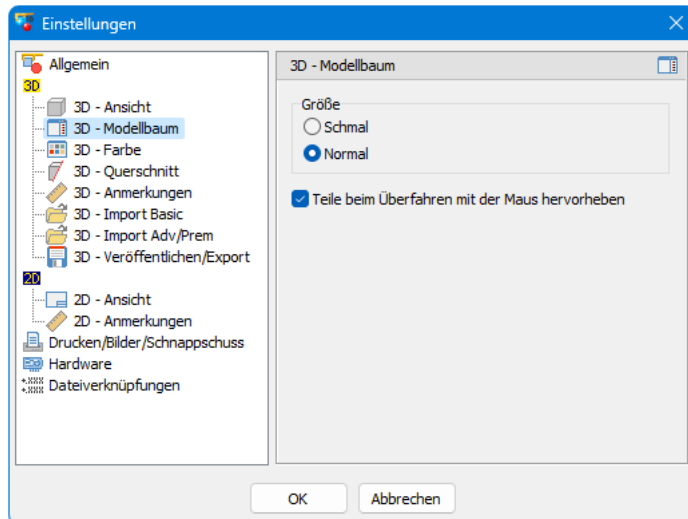 Einstellungen
Allgemein
3D
3D - Ansicht
3D - Modellbaum
3D - Farbe
3D - Querschnitt
3D - Anmerkungen
3D - Import Basic
3D - Import Adv/Prem
3D - Veröffentlichen/Export
2D
2D - Ansicht
2D - Anmerkungen
Drucken/Bilder/Schnappschuss
Hardware
*.XXX
*.XXX
Dateiverknüpfungen
3D - Modellbaum
Größe
Schmal
Normal
Teile beim Überfahren mit der Maus hervorheben
OK
Abbrechen